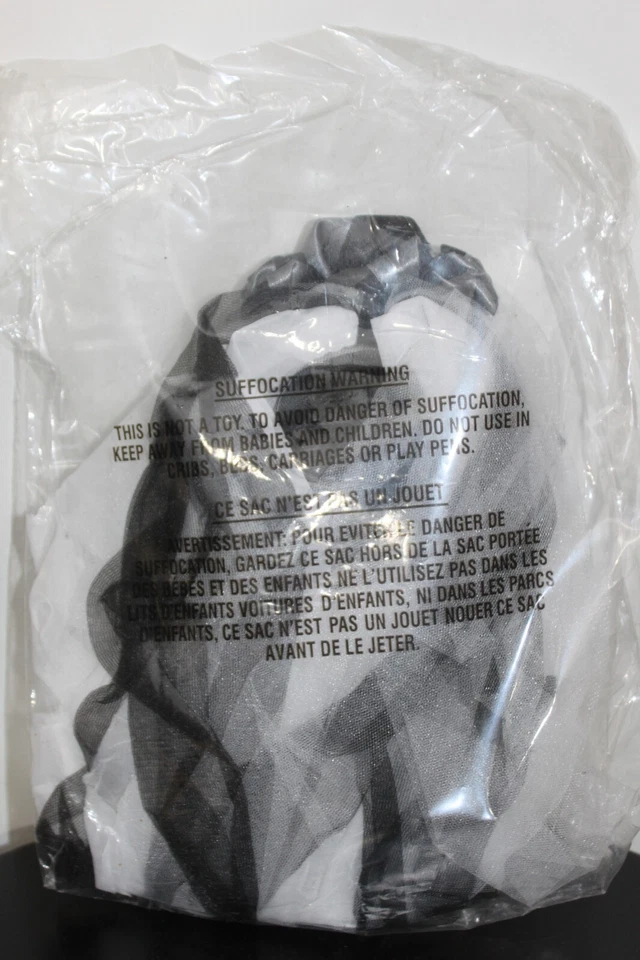 SUFFOCATION WARNING
THIS IS NOT A TOY. TO AVOID DANGER OF SUFFOCATION,
KEEP AWAY FROM BABIES AND CHILDREN. DO NOT USE IN
CRIBS, BEDS, CARRIAGES OR PLAY PENS.
CE SAC N'EST PAS UN JOUET
AVERTISSEMENT: POUR EVITER LE DANGER DE
SUFFOCATION, GARDEZ CE SAC HORS DE LA SAC PORTÉE
DES BEBÉS ET DES ENFANTS NE L'UTILISEZ PAS DANS LES
LITS D'ENFANTS VOITURES D'ENFANTS, NI DANS LES PARCS
D'ENFANTS, CE SAC N'EST PAS UN JOUET NOUER CE SAC
AVANT DE LE JETER.